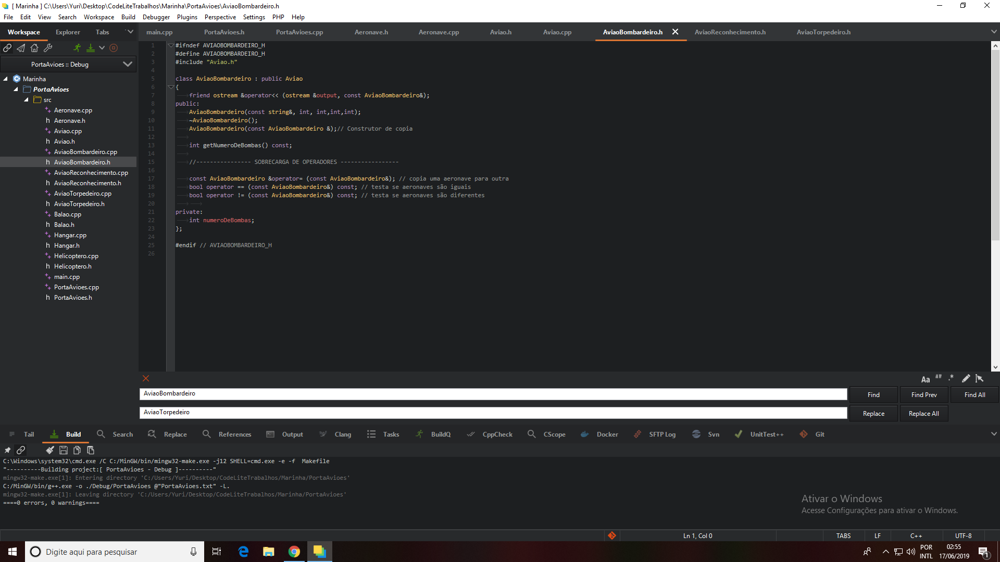 [ Marinha ] C:\Users\Yuri\Desktop\CodeLiteTrabalhos\Marinha\PortaAvioes\AviaoBombardeiro.h
File Edit View Search Workspace Build Debugger Plugins Perspective Settings PHP Help
Workspace Explorer Tabs
main.cpp PortaAvioes.h PortaAvioes.cpp Aeronave.h Aeronave.cpp Aviao.h Aviao.cpp AviaoBombardeiro.h AviaoReconhecimento.h AviaoTorpedeiro.h
PortaAvioes :: Debug
Marinha
PortaAvioes
src
Aeronave.cpp
h Aeronave.h
Aviao.cpp
h Aviao.h
AviaoBombardeiro.cpp
h AviaoBombardeiro.h
AviaoReconhecimento.cpp
h AviaoReconhecimento.h
AviaoTorpedeiro.cpp
h AviaoTorpedeiro.h
Balao.cpp
h Balao.h
Hangar.cpp
h Hangar.h
Helicoptero.cpp
h Helicoptero.h
main.cpp
PortaAvioes.cpp
h PortaAvioes.h
1 #ifndef AVIAOBOMBARDEIRO_H
2 #define AVIAOBOMBARDEIRO_H
3 #include "Aviao.h"
4
5 class AviaoBombardeiro : public Aviao
6 {
7 friend ostream &operator<< (ostream &output, const AviaoBombardeiro&);
8 public:
9 AviaoBombardeiro(const string&, int, int,int,int);
10 ~AviaoBombardeiro();
11 AviaoBombardeiro(const AviaoBombardeiro &);// Construtor de copia
12
13 int getNumeroDeBombas() const;
14
15 //---------------- SOBRECARGA DE OPERADORES -----------------
16
17 const AviaoBombardeiro &operator= (const AviaoBombardeiro&); // copia uma aeronave para outra
18 bool operator == (const AviaoBombardeiro&) const; // testa se aeronaves são iguais
19 bool operator != (const AviaoBombardeiro&) const; // testa se aeronaves são diferentes
20
21 private:
22 int numeroDeBombas;
23 };
24
25 #endif // AVIAOBOMBARDEIRO_H
26
Aa “” .*
AviaoBombardeiro Find Find Prev Find All
AviaoTorpedeiro Replace Replace All
Tail Build Search Replace References Output Clang Tasks BuildQ CppCheck CScope Docker SFTP Log Svn UnitTest++ Git
C:\Windows\system32\cmd.exe /C C:/MinGW/bin/mingw32-make.exe -j12 SHELL=cmd.exe -e -f  Makefile
"----------Building project:[ PortaAvioes - Debug ]----------"
mingw32-make.exe[1]: Entering directory 'C:/Users/Yuri/Desktop/CodeLiteTrabalhos/Marinha/PortaAvioes'
C:/MinGW/bin/g++.exe -o ./Debug/PortaAvioes @"PortaAvioes.txt" -L.
mingw32-make.exe[1]: Leaving directory 'C:/Users/Yuri/Desktop/CodeLiteTrabalhos/Marinha/PortaAvioes'
====0 errors, 0 warnings====
Ativar o Windows
Acesse Configurações para ativar o Windows.
Ln 1, Col 0 TABS LF C++ UTF-8
Digite aqui para pesquisar
POR 02:55
INTL 17/06/2019 1